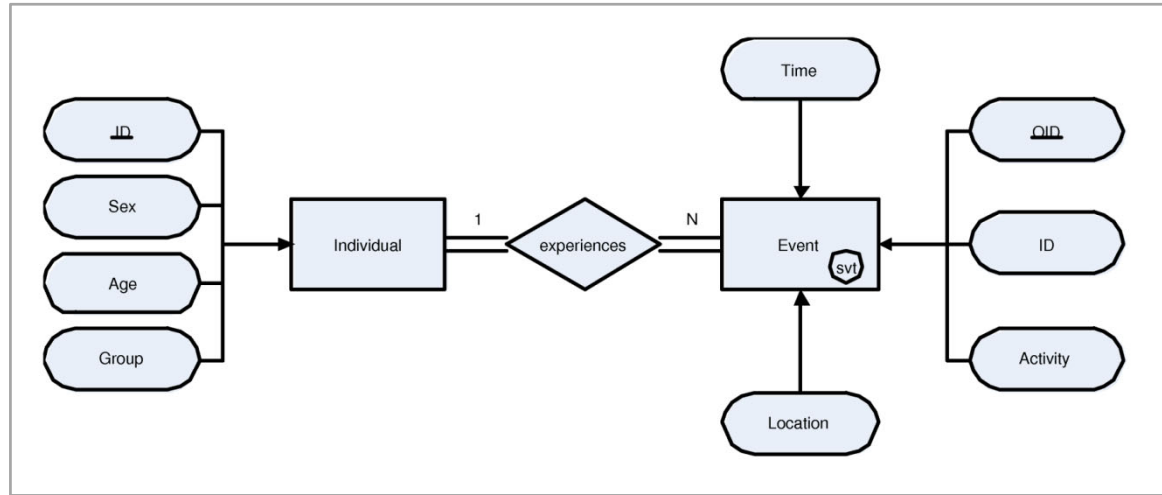 Time
ID
OID
Sex
1
N
Individual
experiences
Event
ID
svt
Age
Group
Activity
Location